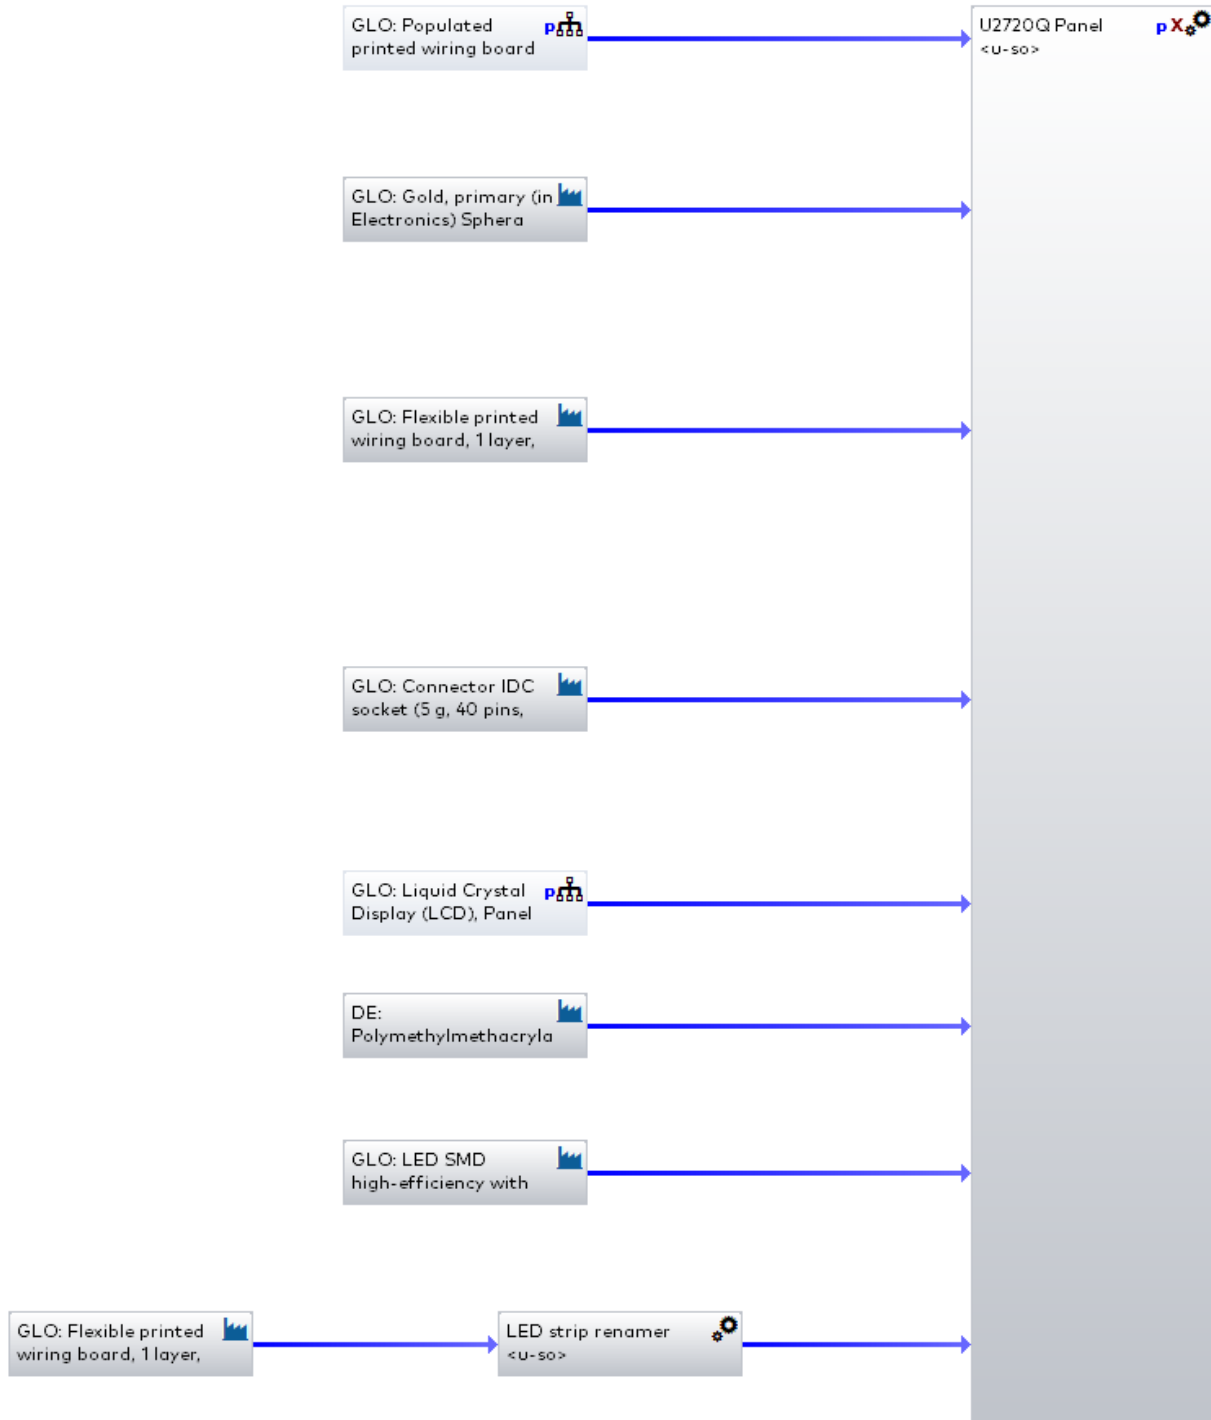 GLO: Populated
printed wiring board
p
U2720Q Panel
<u-so>
p X
GLO: Gold, primary (in
Electronics) Sphera
GLO: Flexible printed
wiring board, 1 layer,
GLO: Connector IDC
socket (5 g, 40 pins,
GLO: Liquid Crystal
Display (LCD), Panel
p
DE:
Polymethylmethacryla
GLO: LED SMD
high-efficiency with
GLO: Flexible printed
wiring board, 1 layer,
LED strip renamer
<u-so>